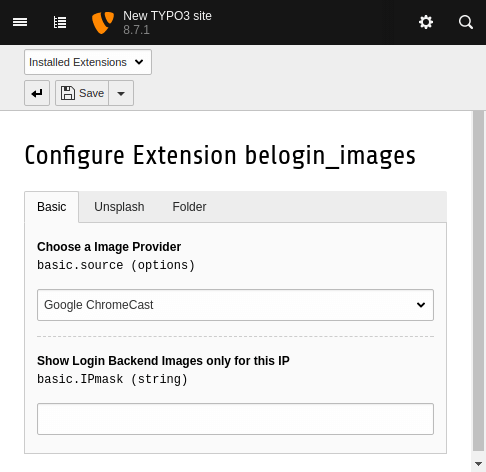 New TYPO3 site
8.7.1
Installed Extensions
Save
Configure Extension belogin_images
Basic Unsplash Folder
Choose a Image Provider
basic.source (options)
Google ChromeCast
Show Login Backend Images only for this IP
basic.IPmask (string)